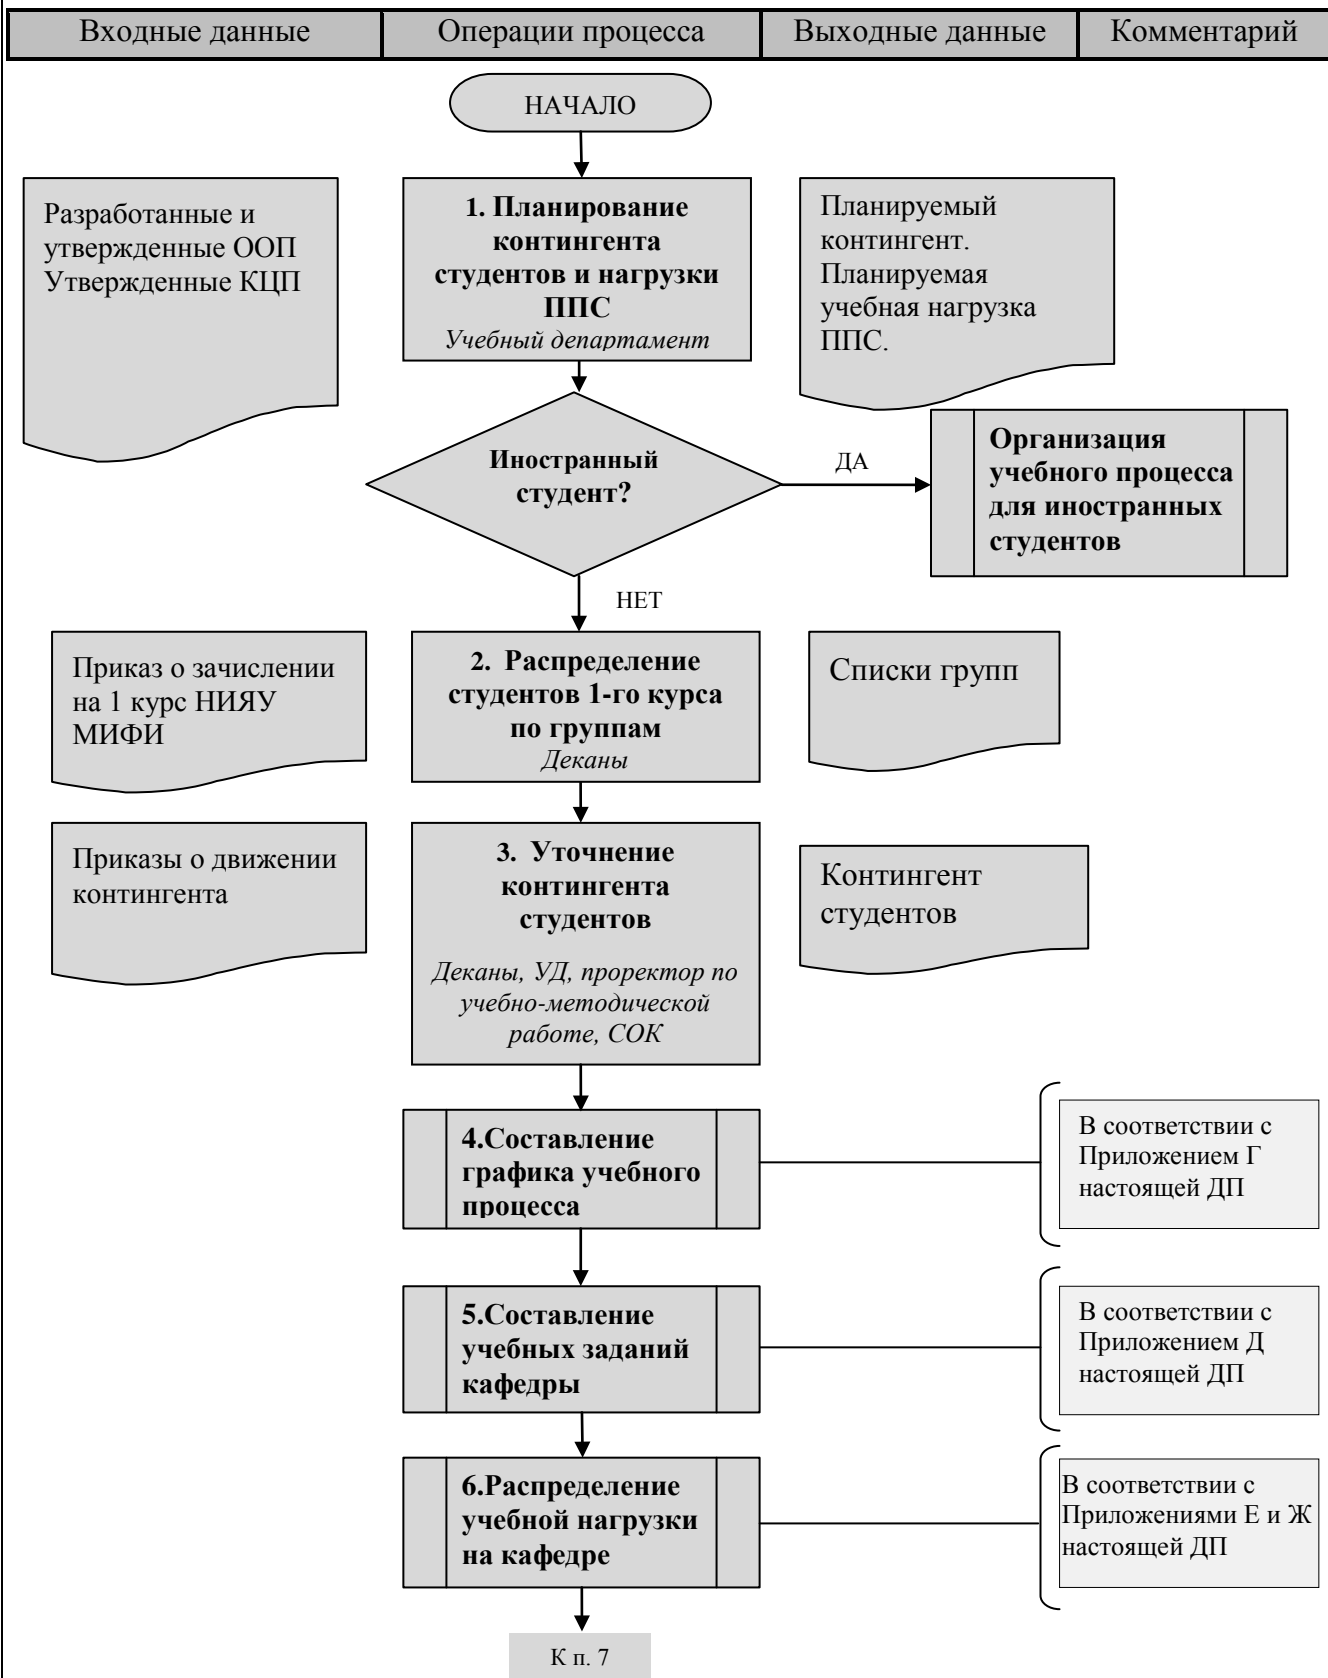 Входные данные
Операции процесса
Выходные данные
Комментарий
НАЧАЛО
Разработанные и
утвержденные ООП
Утвержденные КЦП
1. Планирование
контингента
студентов и нагрузки
ППС
Учебный департамент
Планируемый
контингент.
Планируемая
учебная нагрузка
ППС.
Иностранный
студент?
ДА
Организация
учебного процесса
для иностранных
студентов
НЕТ
Приказ о зачислении
на 1 курс НИЯУ
МИФИ
2. Распределение
студентов 1-го курса
по группам
Деканы
Списки групп
Приказы о движении
контингента
3. Уточнение
контингента
студентов
Деканы, УД, проректор по
учебно-методической
работе, СОК
Контингент
студентов
4.Составление
графика учебного
процесса
В соответствии с
Приложением Г
настоящей ДП
5.Составление
учебных заданий
кафедры
В соответствии с
Приложением Д
настоящей ДП
6.Распределение
учебной нагрузки
на кафедре
В соответствии с
Приложениями Е и Ж
настоящей ДП
К п. 7